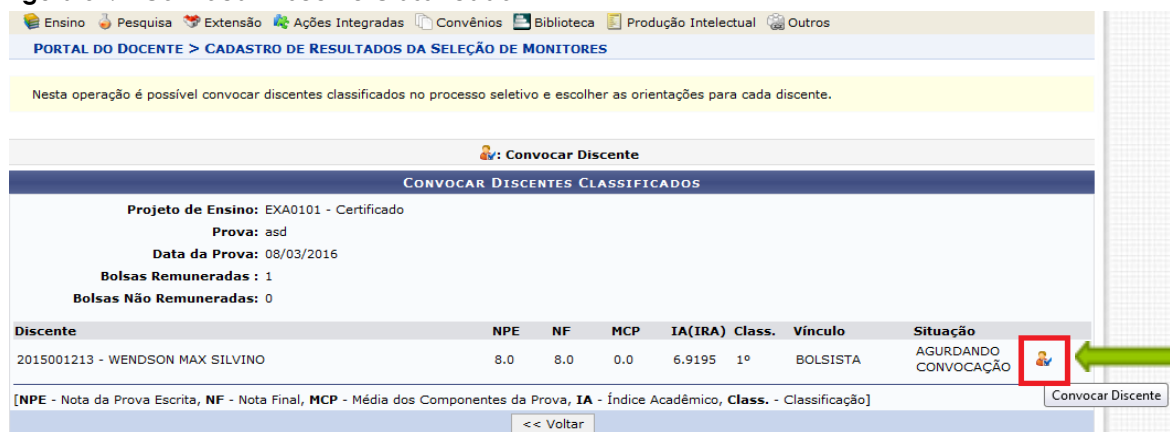 Ensino Pesquisa Extensão Ações Integradas Convênios Biblioteca Produção Intelectual Outros
PORTAL DO DOCENTE > CADASTRO DE RESULTADOS DA SELEÇÃO DE MONITORES
Nesta operação é possível convocar discentes classificados no processo seletivo e escolher as orientações para cada discente.
: Convocar Discente
CONVOCAR DISCENTES CLASSIFICADOS
Projeto de Ensino: EXA0101 - Certificado
Prova: asd
Data da Prova: 08/03/2016
Bolsas Remuneradas : 1
Bolsas Não Remuneradas: 0
Discente NPE NF MCP IA(IRA) Class. Vínculo Situação
2015001213 - WENDSON MAX SILVINO 8.0 8.0 0.0 6.9195 1º BOLSISTA AGURDANDO
CONVOCAÇÃO
[NPE - Nota da Prova Escrita, NF - Nota Final, MCP - Média dos Componentes da Prova, IA - Índice Acadêmico, Class. - Classificação]
Convocar Discente
<< Voltar